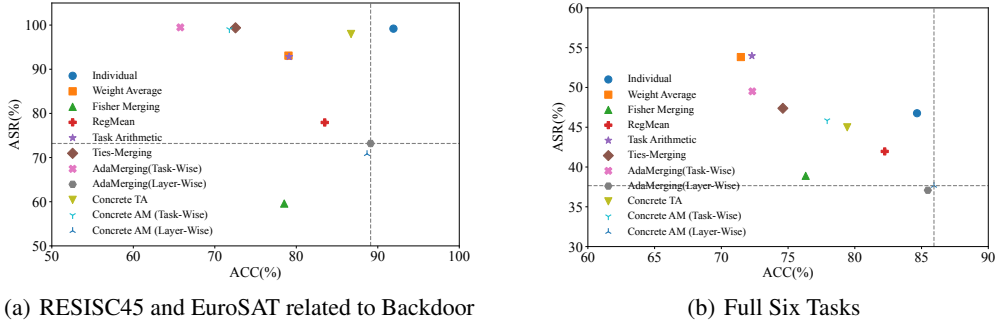 100
90
80
70
60
50
ASR(%)
Individual
Weight Average
Fisher Merging
RegMean
Task Arithmetic
Ties-Merging
AdaMerging(Task-Wise)
AdaMerging(Layer-Wise)
Concrete TA
Concrete AM (Task-Wise)
Concrete AM (Layer-Wise)
50 60 70 80 90 100
ACC(%)
(a) RESISC45 and EuroSAT related to Backdoor
60
55
50
45
40
35
30
ASR(%)
Individual
Weight Average
Fisher Merging
RegMean
Task Arithmetic
Ties-Merging
AdaMerging(Task-Wise)
AdaMerging(Layer-Wise)
Concrete TA
Concrete AM (Task-Wise)
Concrete AM (Layer-Wise)
60 65 70 75 80 85 90
ACC(%)
(b) Full Six Tasks